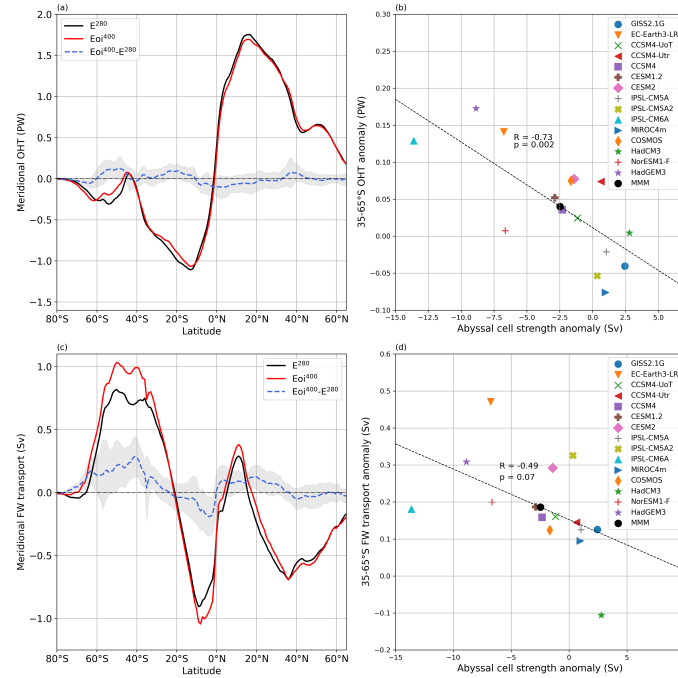 (a)
Meridional OHT (PW)
2.0
1.5
1.0
0.5
0.0
−0.5
−1.0
−1.5
E²⁸⁰
Eoi⁴⁰⁰
Eoi⁴⁰⁰-E²⁸⁰
80°S 60°S 40°S 20°S 0°N 20°N 40°N 60°N
Latitude
(b)
35-65°S OHT anomaly (PW)
0.30
0.25
0.20
0.15
0.10
0.05
0.00
−0.05
−0.10
R = -0.73
p = 0.002
GISS2.1G
EC-Earth3-LR
CCSM4-UoT
CCSM4-Utr
CCSM4
CESM1.2
CESM2
IPSL-CM5A
IPSL-CM5A2
IPSL-CM6A
MIROC4m
COSMOS
HadCM3
NorESM1-F
HadGEM3
MMM
−15.0 −12.5 −10.0 −7.5 −5.0 −2.5 0.0 2.5 5.0
Abyssal cell strength anomaly (Sv)
(c)
Meridional FW transport (Sv)
1.0
0.5
0.0
−0.5
−1.0
E²⁸⁰
Eoi⁴⁰⁰
Eoi⁴⁰⁰-E²⁸⁰
80°S 60°S 40°S 20°S 0°N 20°N 40°N 60°N
Latitude
(d)
35-65°S FW transport anomaly (Sv)
0.6
0.5
0.4
0.3
0.2
0.1
0.0
−0.1
−0.2
R = -0.49
p = 0.07
GISS2.1G
EC-Earth3-LR
CCSM4-UoT
CCSM4-Utr
CCSM4
CESM1.2
CESM2
IPSL-CM5A
IPSL-CM5A2
IPSL-CM6A
MIROC4m
COSMOS
HadCM3
NorESM1-F
HadGEM3
MMM
−15 −10 −5 0 5
Abyssal cell strength anomaly (Sv)